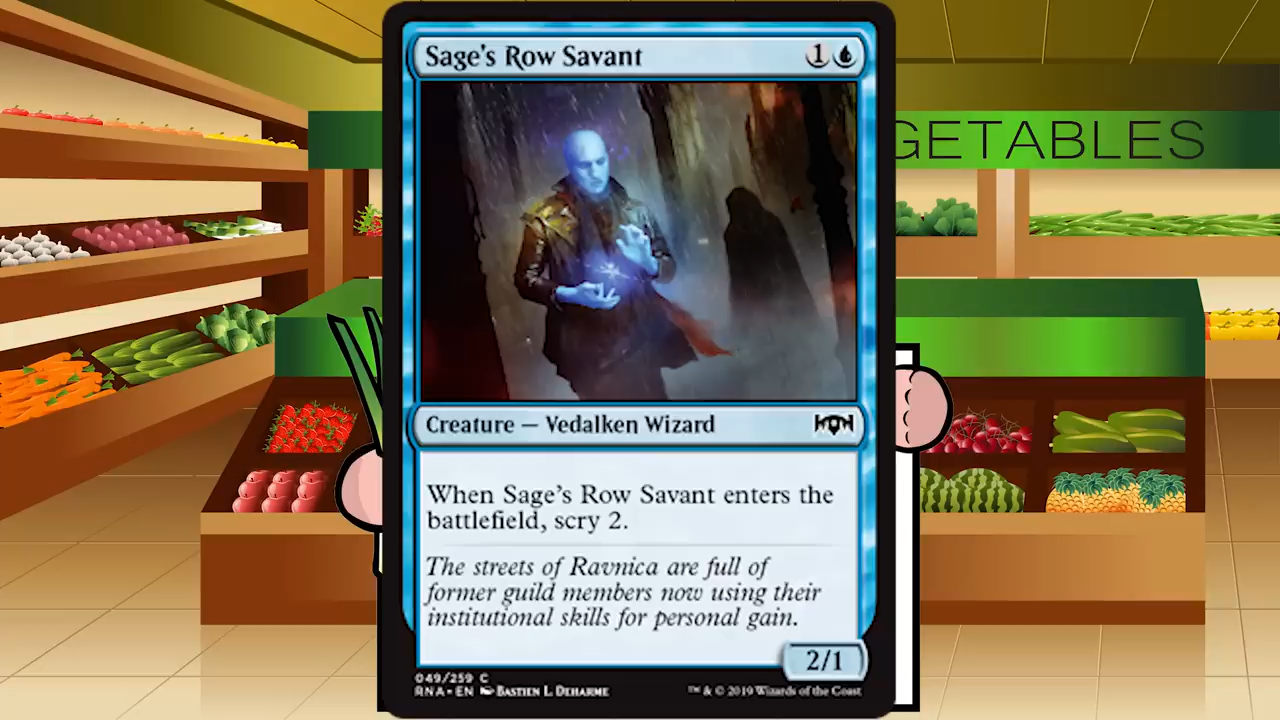 Sage's Row Savant 1
GETABLES
Creature — Vedalken Wizard
When Sage's Row Savant enters the
battlefield, scry 2.
The streets of Ravnica are full of
former guild members now using their
institutional skills for personal gain.
2/1
049/259 C
RNA • EN Bastien L. Deharme
™ & © 2019 Wizards of the Coast